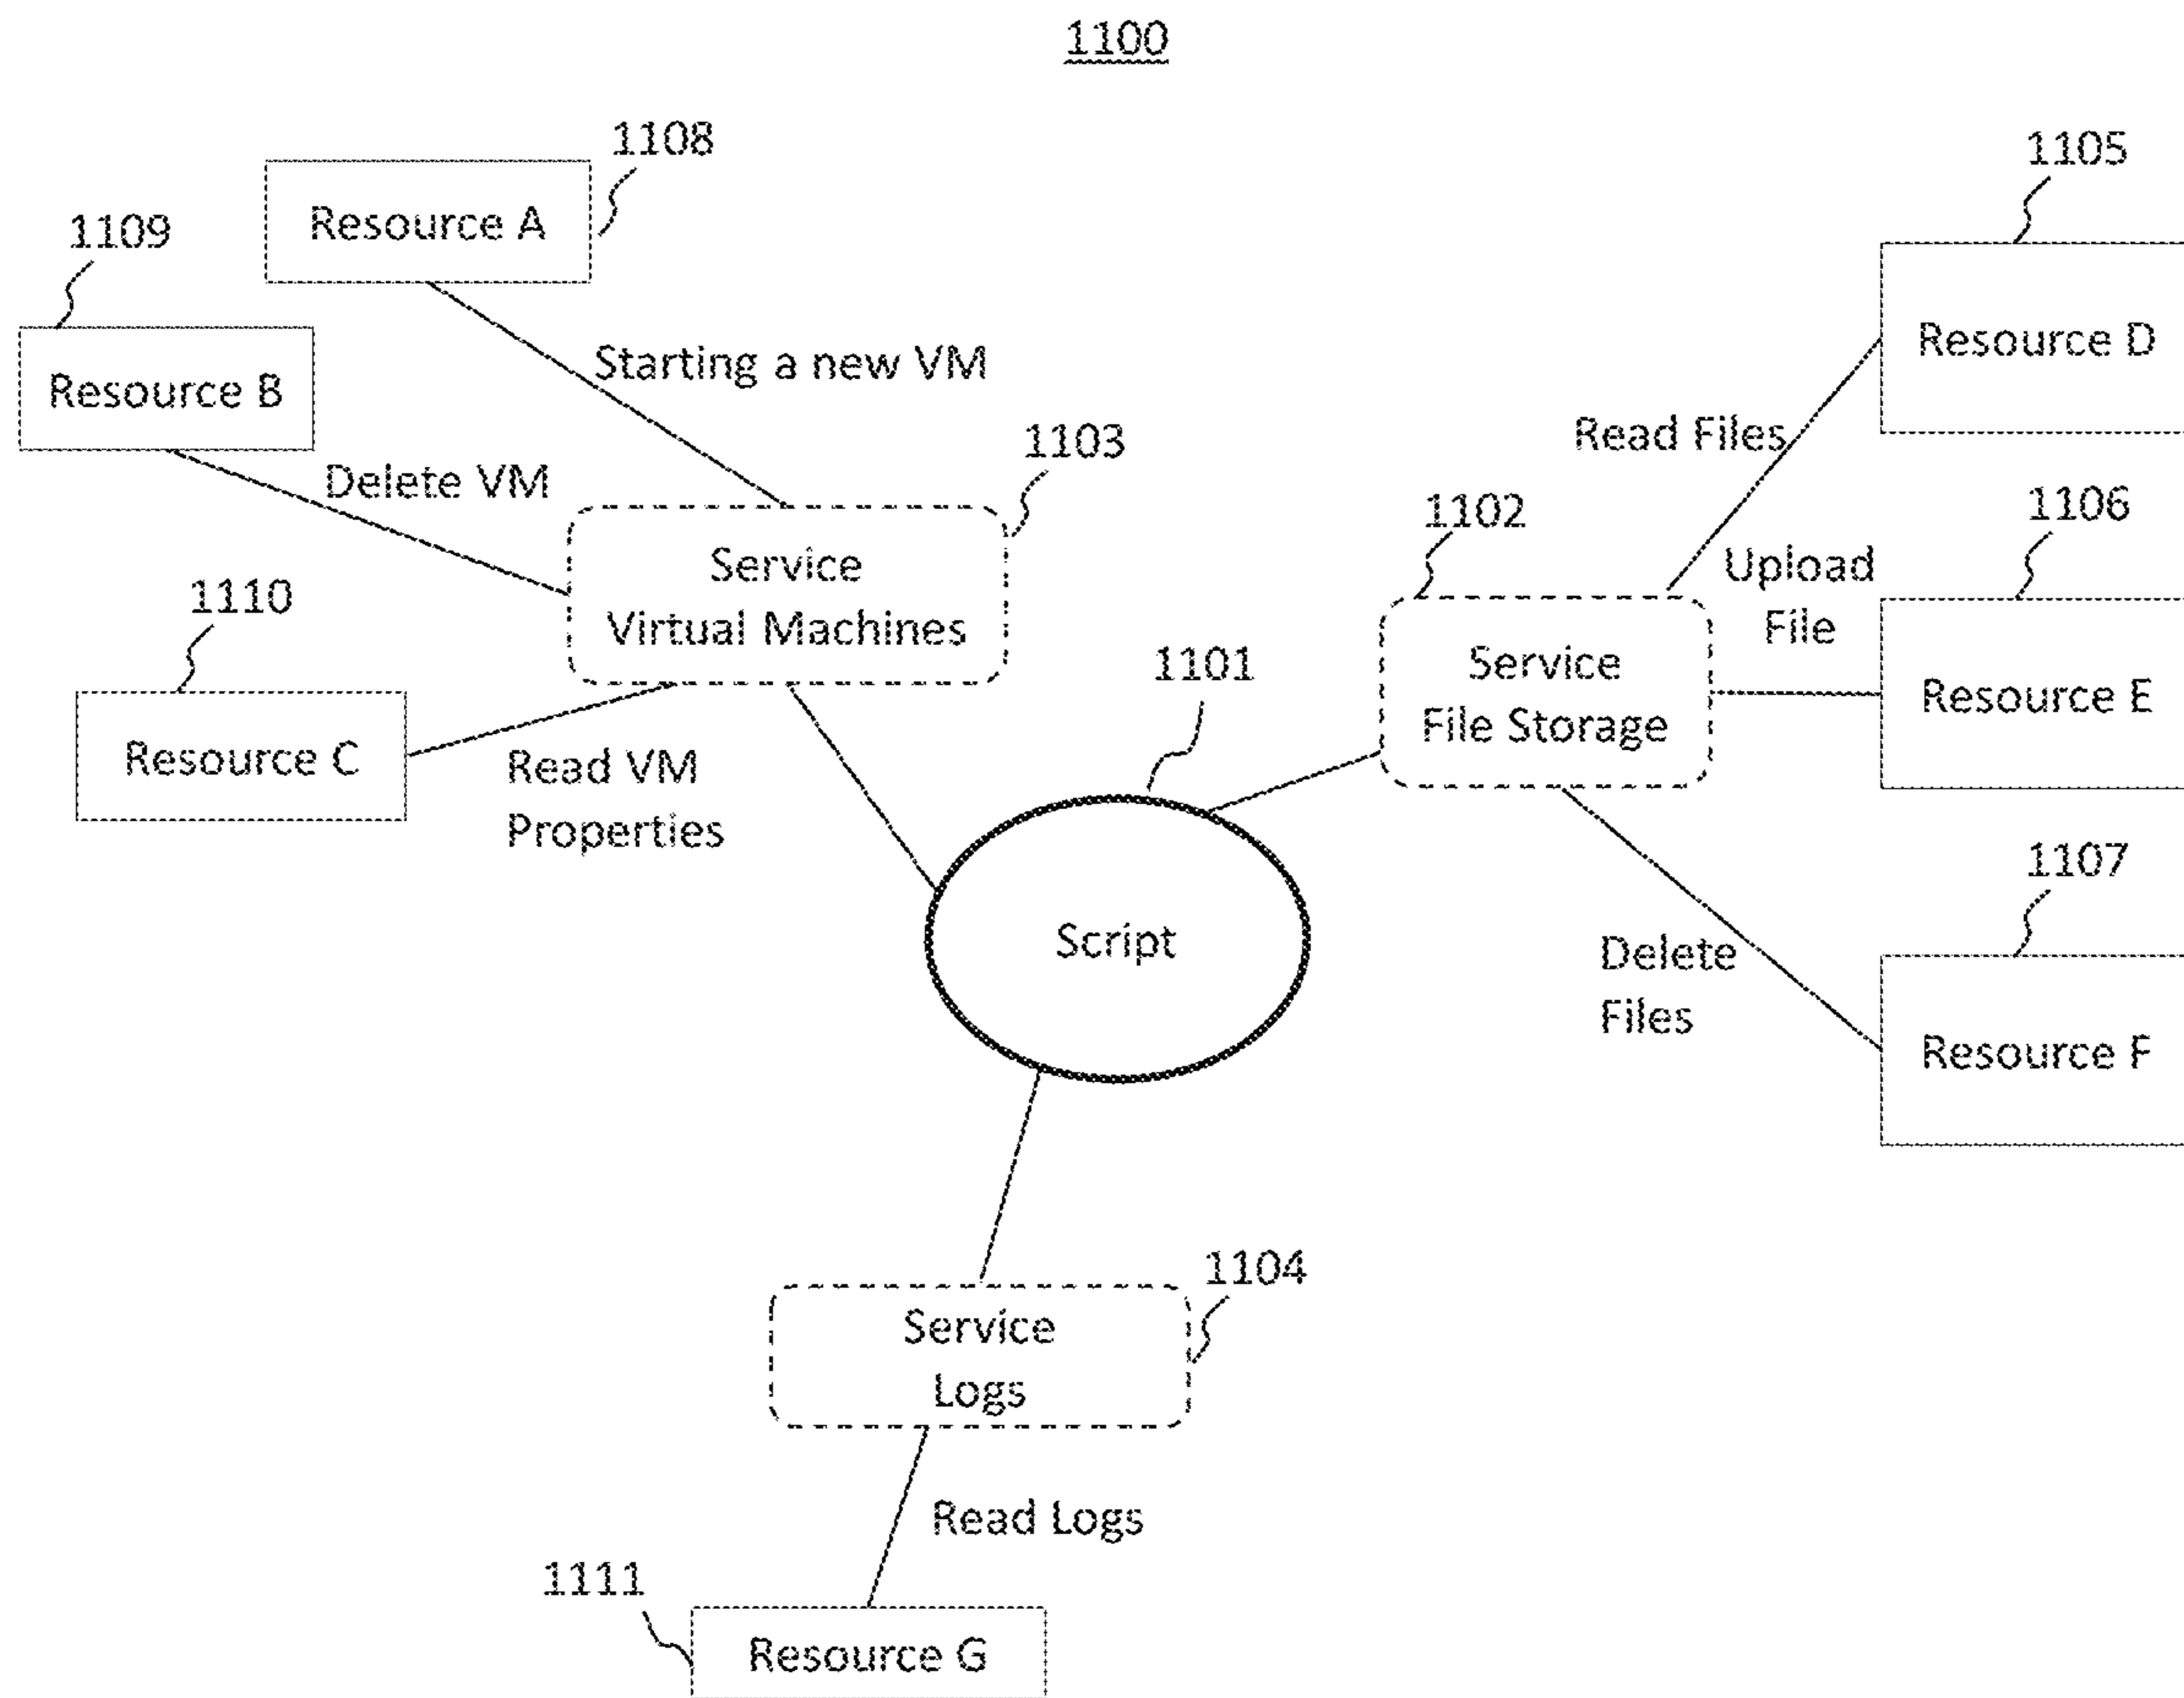 1100
1108
Resource A
1109
Resource B
Starting a new VM
Delete VM
1103
Service
Virtual Machines
1110
Resource C
Read VM
Properties
1105
Resource D
Read Files
1102
Service
File Storage
1106
Upload
File
Resource E
1101
Script
1107
Delete
Files
Resource F
1104
Service
Logs
Read Logs
1111
Resource G